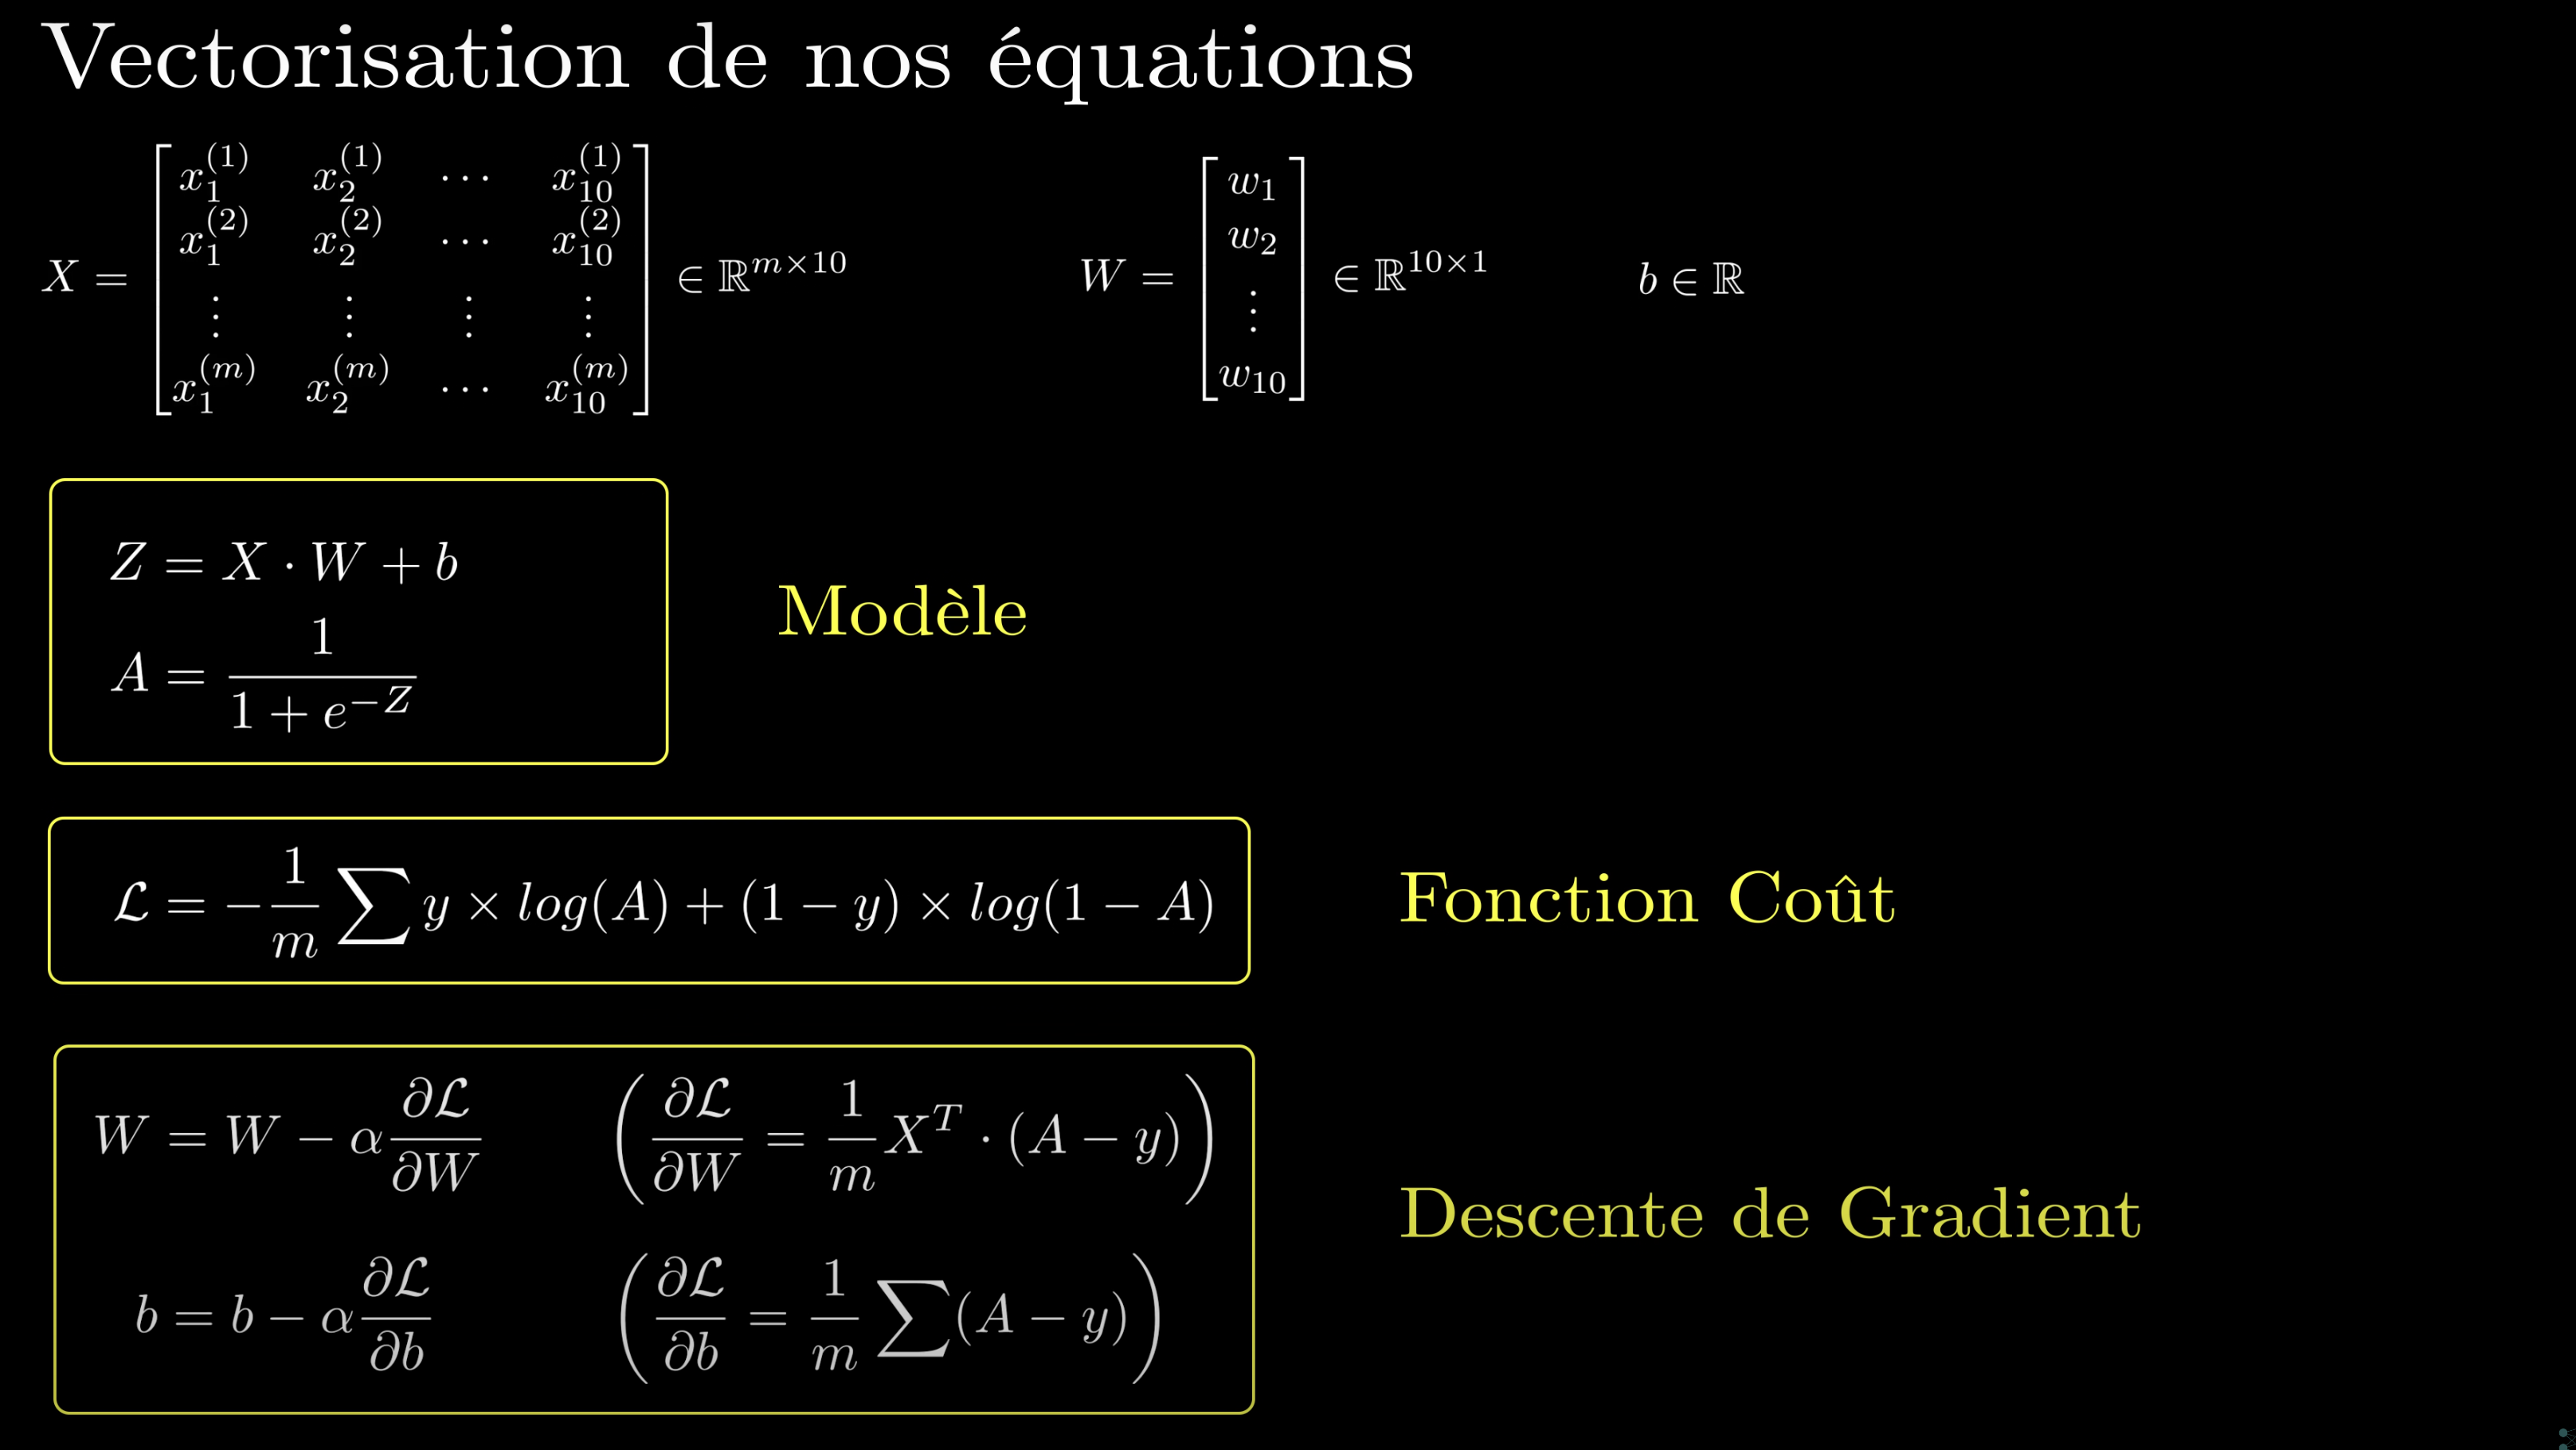 Vectorisation de nos équations
$X = \begin{bmatrix} x_1^{(1)} & x_2^{(1)} & \cdots & x_{10}^{(1)} \\ x_1^{(2)} & x_2^{(2)} & \cdots & x_{10}^{(2)} \\ \vdots & \vdots & \vdots & \vdots \\ x_1^{(m)} & x_2^{(m)} & \cdots & x_{10}^{(m)} \end{bmatrix} \in \mathbb{R}^{m \times 10}$ $W = \begin{bmatrix} w_1 \\ w_2 \\ \vdots \\ w_{10} \end{bmatrix} \in \mathbb{R}^{10 \times 1}$ $b \in \mathbb{R}$
$Z = X \cdot W + b$
$A = \frac{1}{1 + e^{-Z}}$
Modèle
$\mathcal{L} = -\frac{1}{m} \sum y \times log(A) + (1 - y) \times log(1 - A)$
Fonction Coût
$W = W - \alpha \frac{\partial \mathcal{L}}{\partial W}$ $\left( \frac{\partial \mathcal{L}}{\partial W} = \frac{1}{m} X^T \cdot (A - y) \right)$
$b = b - \alpha \frac{\partial \mathcal{L}}{\partial b}$ $\left( \frac{\partial \mathcal{L}}{\partial b} = \frac{1}{m} \sum (A - y) \right)$
Descente de Gradient